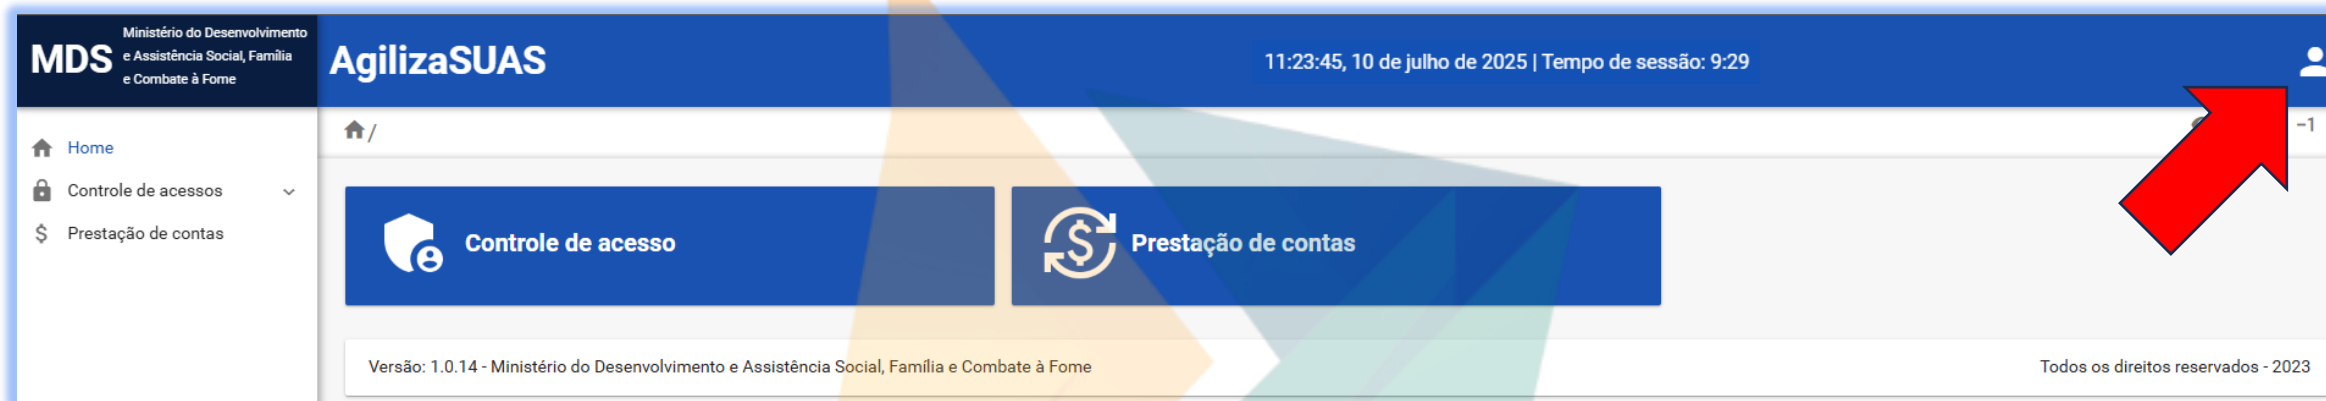 MDS
Ministério do Desenvolvimento
e Assistência Social, Família
e Combate à Fome
AgilizaSUAS
11:23:45, 10 de julho de 2025 | Tempo de sessão: 9:29
Home
/
-1
Controle de acessos
Prestação de contas
Controle de acesso
Prestação de contas
Versão: 1.0.14 - Ministério do Desenvolvimento e Assistência Social, Família e Combate à Fome
Todos os direitos reservados - 2023